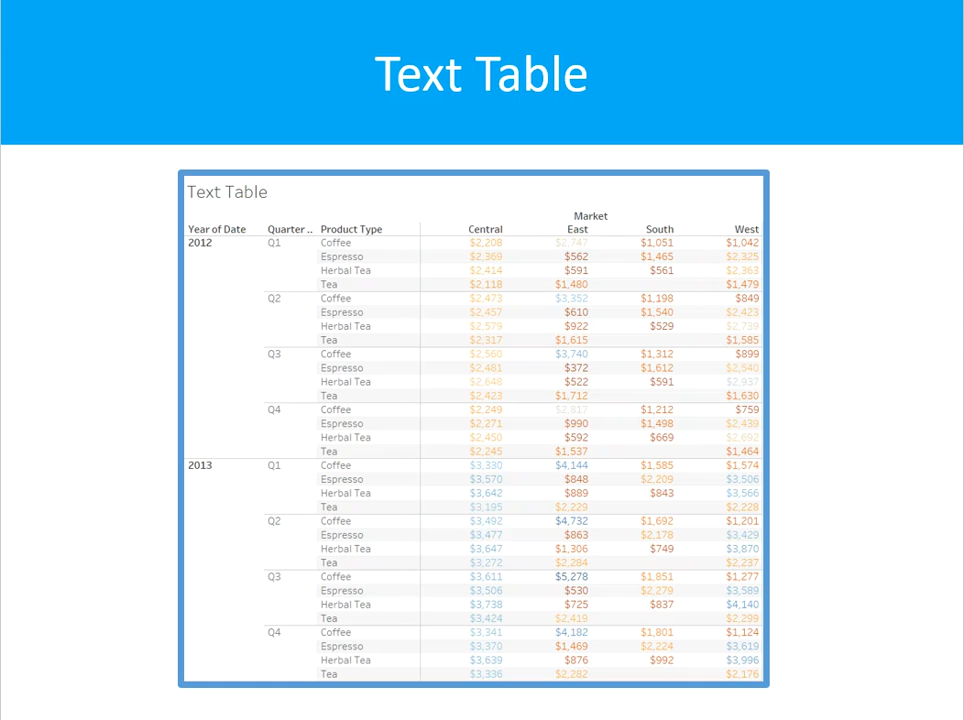 Text Table
Text Table
Market
Year of Date Quarter .. Product Type Central East South West
2012 Q1 Coffee $2,208 $2,747 $1,051 $1,042
Espresso $2,369 $562 $1,465 $2,325
Herbal Tea $2,414 $591 $561 $2,363
Tea $2,118 $1,480 $1,479
Q2 Coffee $2,473 $3,352 $1,198 $849
Espresso $2,457 $610 $1,540 $2,423
Herbal Tea $2,579 $922 $529 $2,739
Tea $2,317 $1,615 $1,585
Q3 Coffee $2,560 $3,740 $1,312 $899
Espresso $2,481 $372 $1,612 $2,540
Herbal Tea $2,648 $522 $591 $2,937
Tea $2,423 $1,712 $1,630
Q4 Coffee $2,249 $2,817 $1,212 $759
Espresso $2,271 $990 $1,498 $2,439
Herbal Tea $2,450 $592 $669 $2,692
Tea $2,245 $1,537 $1,464
2013 Q1 Coffee $3,330 $4,144 $1,585 $1,574
Espresso $3,570 $848 $2,209 $3,506
Herbal Tea $3,642 $889 $843 $3,566
Tea $3,195 $2,229 $2,228
Q2 Coffee $3,492 $4,732 $1,692 $1,201
Espresso $3,477 $863 $2,178 $3,429
Herbal Tea $3,647 $1,306 $749 $3,870
Tea $3,272 $2,284 $2,237
Q3 Coffee $3,611 $5,278 $1,851 $1,277
Espresso $3,506 $530 $2,279 $3,589
Herbal Tea $3,738 $725 $837 $4,140
Tea $3,424 $2,419 $2,299
Q4 Coffee $3,341 $4,182 $1,801 $1,124
Espresso $3,370 $1,469 $2,224 $3,619
Herbal Tea $3,639 $876 $992 $3,996
Tea $3,336 $2,282 $2,176